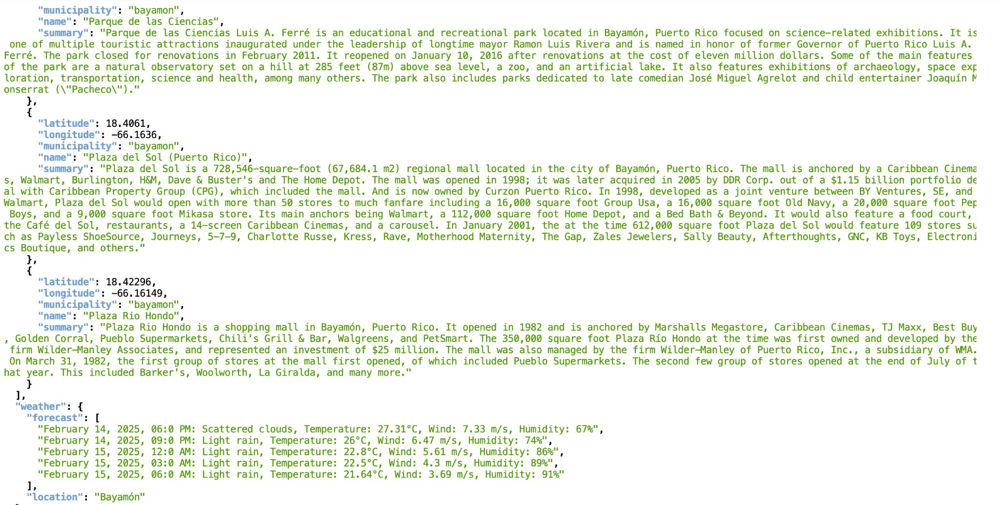 "municipality": "bayamon",
"name": "Parque de las Ciencias",
"summary": "Parque de las Ciencias Luis A. Ferré is an educational and recreational park located in Bayamón, Puerto Rico focused on science-related exhibitions. It is
one of multiple touristic attractions inaugurated under the leadership of longtime mayor Ramon Luis Rivera and is named in honor of former Governor of Puerto Rico Luis A.
Ferré. The park closed for renovations in February 2011. It reopened on January 10, 2016 after renovations at the cost of eleven million dollars. Some of the main features
of the park are a natural observatory set on a hill at 285 feet (87m) above sea level, a zoo, and an artificial lake. It also features exhibitions of archaeology, space exp
loration, transportation, science and health, among many others. The park also includes parks dedicated to late comedian José Miguel Agrelot and child entertainer Joaquín M
onserrat (\"Pacheco\")."
},
{
"latitude": 18.4061,
"longitude": -66.1636,
"municipality": "bayamon",
"name": "Plaza del Sol (Puerto Rico)",
"summary": "Plaza del Sol is a 728,546-square-foot (67,684.1 m2) regional mall located in the city of Bayamón, Puerto Rico. The mall is anchored by a Caribbean Cinema
s, Walmart, Burlington, H&M, Dave & Buster's and The Home Depot. The mall was opened in 1998; it was later acquired in 2005 by DDR Corp. out of a $1.15 billion portfolio de
al with Caribbean Property Group (CPG), which included the mall. And is now owned by Curzon Puerto Rico. In 1998, developed as a joint venture between BY Ventures, SE, and
Walmart, Plaza del Sol would open with more than 50 stores to much fanfare including a 16,000 square foot Group Usa, a 16,000 square foot Old Navy, a 20,000 square foot Pep
Boys, and a 9,000 square foot Mikasa store. Its main anchors being Walmart, a 112,000 square foot Home Depot, and a Bed Bath & Beyond. It would also feature a food court,
the Café del Sol, restaurants, a 14-screen Caribbean Cinemas, and a carousel. In January 2001, the at the time 612,000 square foot Plaza del Sol would feature 109 stores su
ch as Payless ShoeSource, Journeys, 5-7-9, Charlotte Russe, Kress, Rave, Motherhood Maternity, The Gap, Zales Jewelers, Sally Beauty, Afterthoughts, GNC, KB Toys, Electroni
cs Boutique, and others."
},
{
"latitude": 18.42296,
"longitude": -66.16149,
"municipality": "bayamon",
"name": "Plaza Rio Hondo",
"summary": "Plaza Rio Hondo is a shopping mall in Bayamón, Puerto Rico. It opened in 1982 and is anchored by Marshalls Megastore, Caribbean Cinemas, TJ Maxx, Best Buy
, Golden Corral, Pueblo Supermarkets, Chili's Grill & Bar, Walgreens, and PetSmart. The 350,000 square foot Plaza Río Hondo at the time was first owned and developed by the
firm Wilder-Manley Associates, and represented an investment of $25 million. The mall was also managed by the firm Wilder-Manley of Puerto Rico, Inc., a subsidiary of WMA.
On March 31, 1982, the first group of stores at the mall first opened, of which included Pueblo Supermarkets. The second few group of stores opened at the end of July of t
hat year. This included Barker's, Woolworth, La Giralda, and many more."
}
],
"weather": {
"forecast": [
"February 14, 2025, 06:0 PM: Scattered clouds, Temperature: 27.31°C, Wind: 7.33 m/s, Humidity: 67%",
"February 14, 2025, 09:0 PM: Light rain, Temperature: 26°C, Wind: 6.47 m/s, Humidity: 74%",
"February 15, 2025, 12:0 AM: Light rain, Temperature: 22.8°C, Wind: 5.61 m/s, Humidity: 86%",
"February 15, 2025, 03:0 AM: Light rain, Temperature: 22.5°C, Wind: 4.3 m/s, Humidity: 89%",
"February 15, 2025, 06:0 AM: Light rain, Temperature: 21.64°C, Wind: 3.69 m/s, Humidity: 91%"
],
"location": "Bayamón"